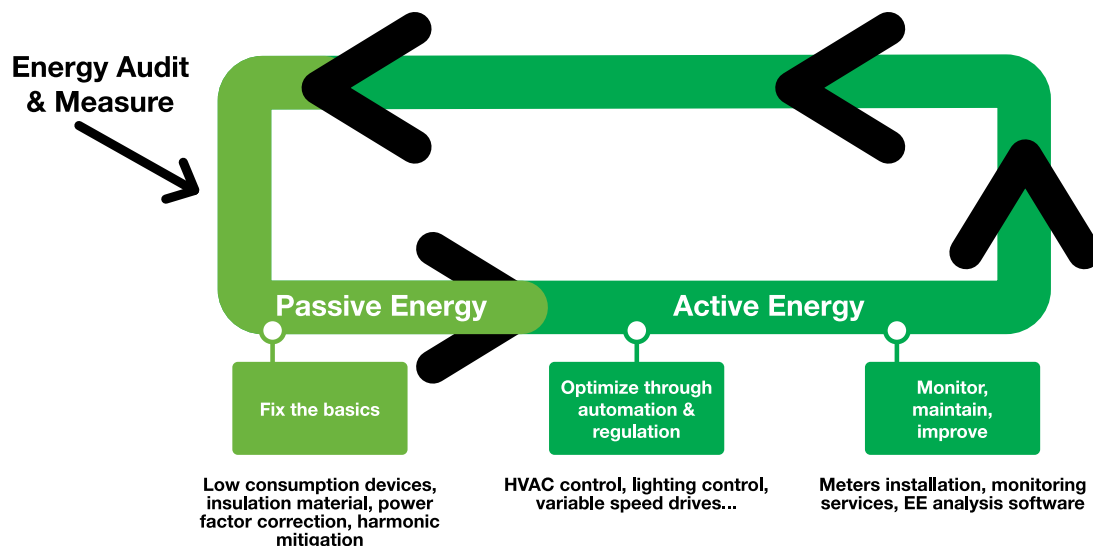 Energy Audit
& Measure
Passive Energy
Active Energy
Fix the basics
Optimize through
automation &
regulation
Monitor,
maintain,
improve
Low consumption devices,
insulation material, power
factor correction, harmonic
mitigation
HVAC control, lighting control,
variable speed drives...
Meters installation, monitoring
services, EE analysis software